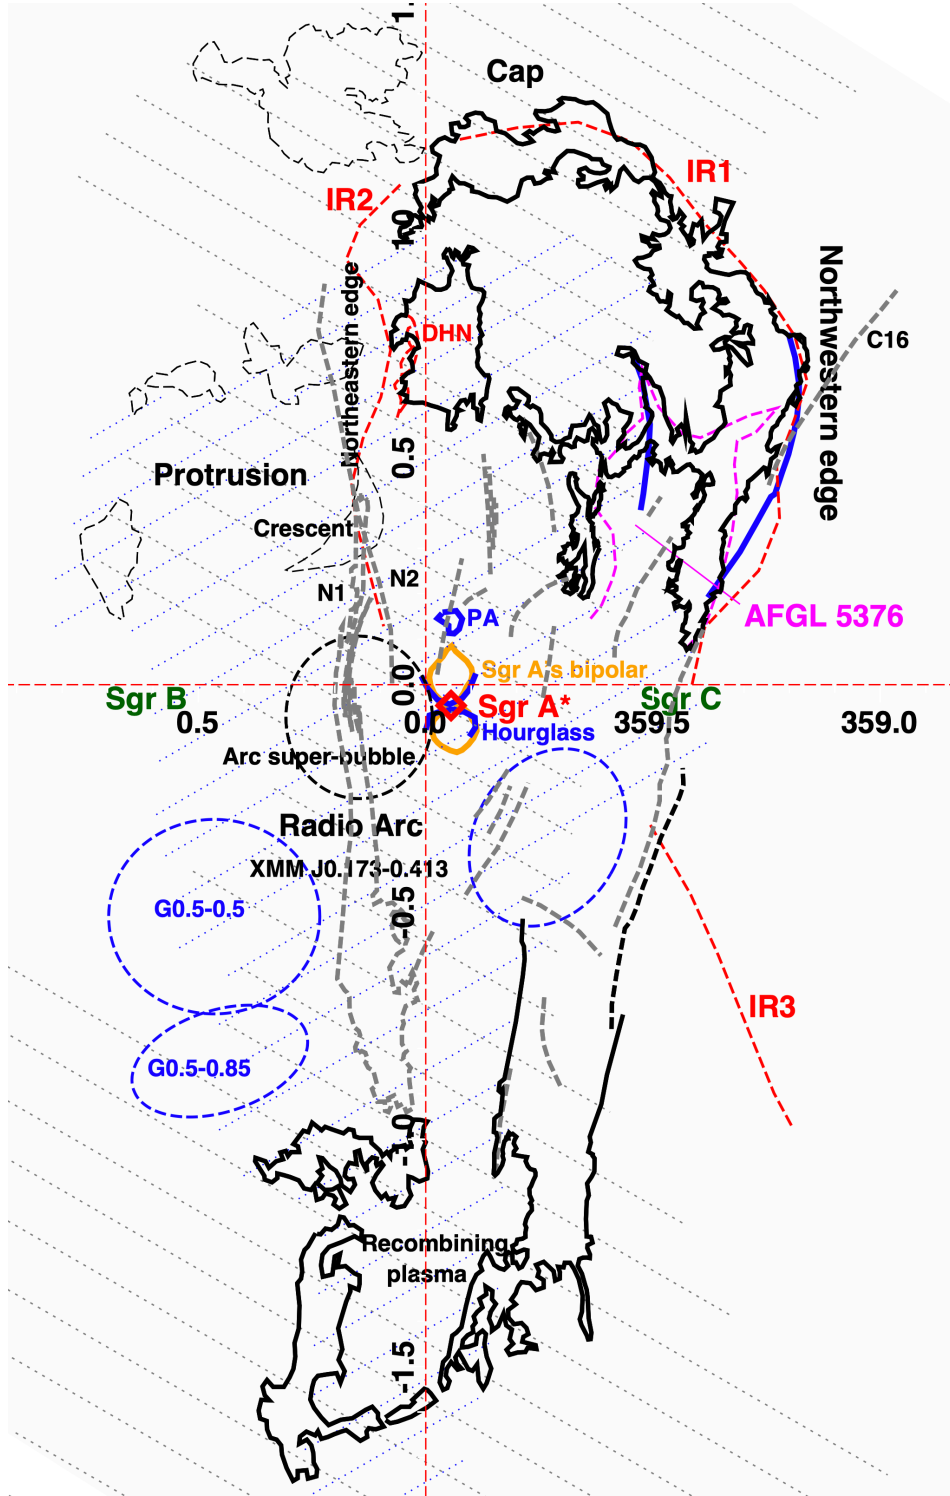 1.
Cap
IR1
IR2
1.0
Northeastern edge
Northwestern edge
DHN
C16
0.5
Protrusion
Crescent
N1
N2
PA
AFGL 5376
Sgr A's bipolar
0.0
Sgr B
Sgr A*
Sgr C
0.5
0.0
359.5
359.0
Hourglass
Arc super-bubble
Radio Arc
XMM J0.173-0.413
G0.5-0.5
-0.5
IR3
G0.5-0.85
-1.0
Recombining
plasma
-1.5